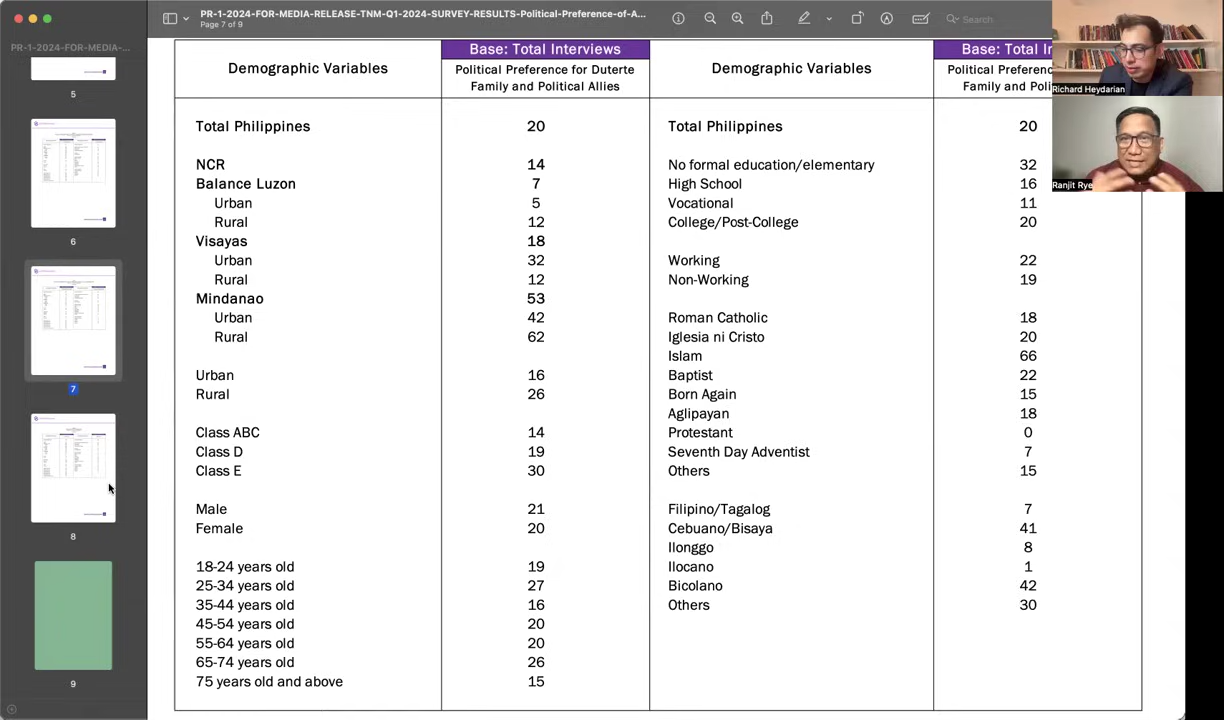 PR-1-2024-FOR-MEDIA-RELEASE-TNM-Q1-2024-SURVEY-RESULTS-Political-Preference-of-A...
Page 7 of 9
Search
PR-1-2024-FOR-MEDIA-...
5
6
7
8
9
Demographic Variables
Base: Total Interviews
Political Preference for Duterte
Family and Political Allies
Demographic Variables
Base: Total
Political
Family and
Total Philippines 20 Total Philippines 20
NCR 14 No formal education/elementary 32
Balance Luzon 7 High School 16
Urban 5 Vocational 11
Rural 12 College/Post-College 20
Visayas 18
Urban 32 Working 22
Rural 12 Non-Working 19
Mindanao 53
Urban 42 Roman Catholic 18
Rural 62 Iglesia ni Cristo 20
Islam 66
Urban 16 Baptist 22
Rural 26 Born Again 15
Aglipayan 18
Class ABC 14 Protestant 0
Class D 19 Seventh Day Adventist 7
Class E 30 Others 15
Male 21 Filipino/Tagalog 7
Female 20 Cebuano/Bisaya 41
Ilonggo 8
18-24 years old 19 Ilocano 1
25-34 years old 27 Bicolano 42
35-44 years old 16 Others 30
45-54 years old 20
55-64 years old 20
65-74 years old 26
75 years old and above 15
Richard Heydarian
Ranjit Rye